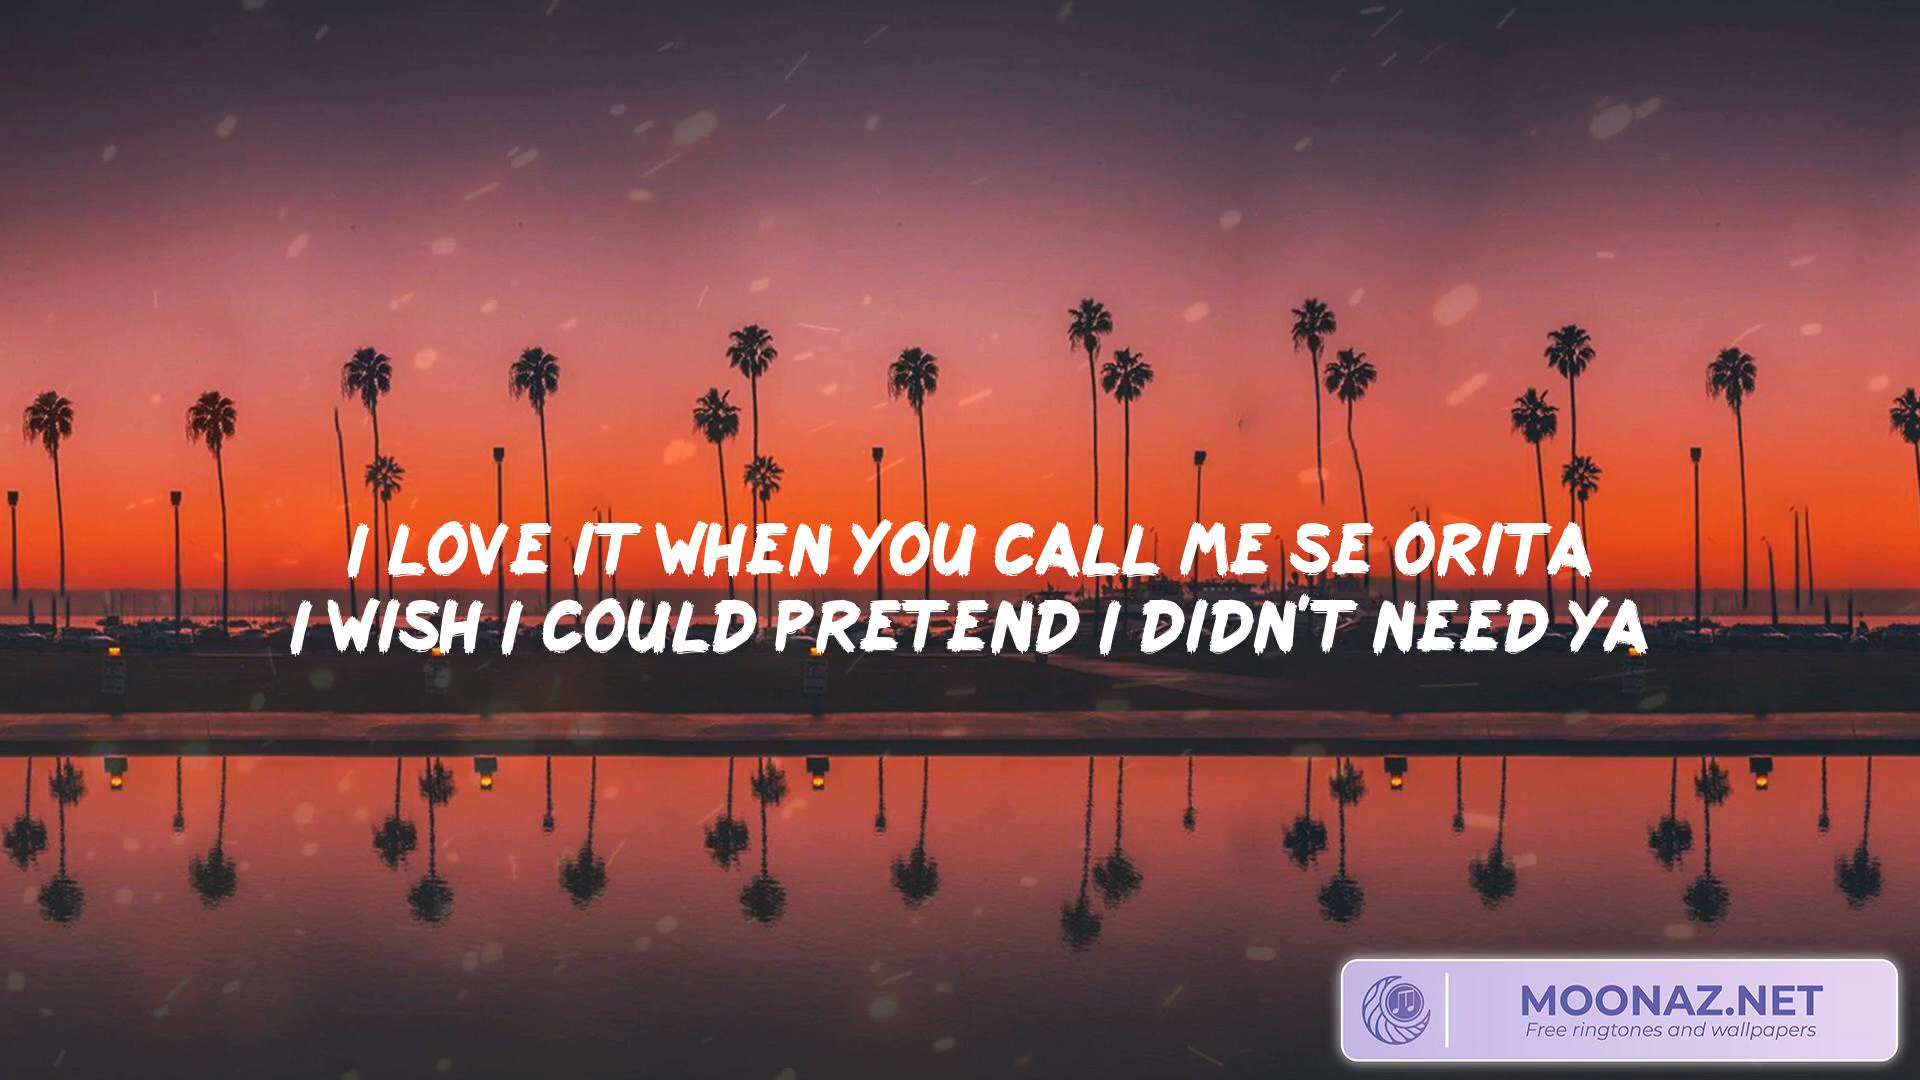 I LOVE IT WHEN YOU CALL ME SE ORITA
I WISH I COULD PRETEND I DIDN'T NEED YA
MOONAZ.NET
Free ringtones and wallpapers